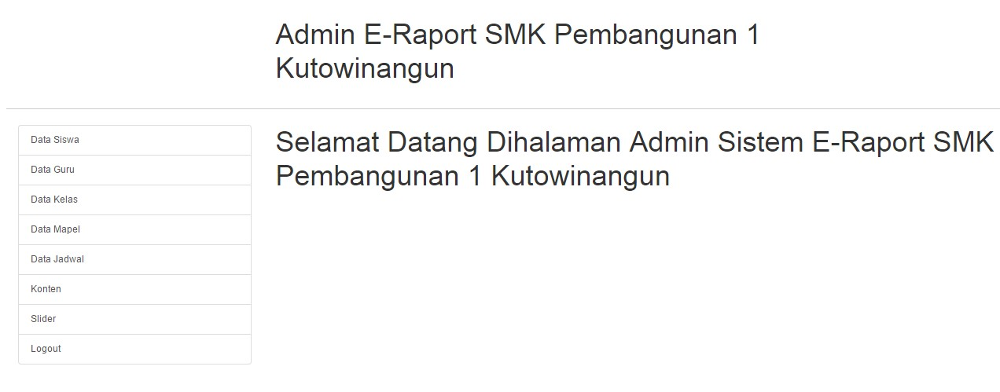 Admin E-Raport SMK Pembangunan 1
Kutowinangun
Data Siswa
Data Guru
Data Kelas
Data Mapel
Data Jadwal
Konten
Slider
Logout
Selamat Datang Dihalaman Admin Sistem E-Raport SMK
Pembangunan 1 Kutowinangun